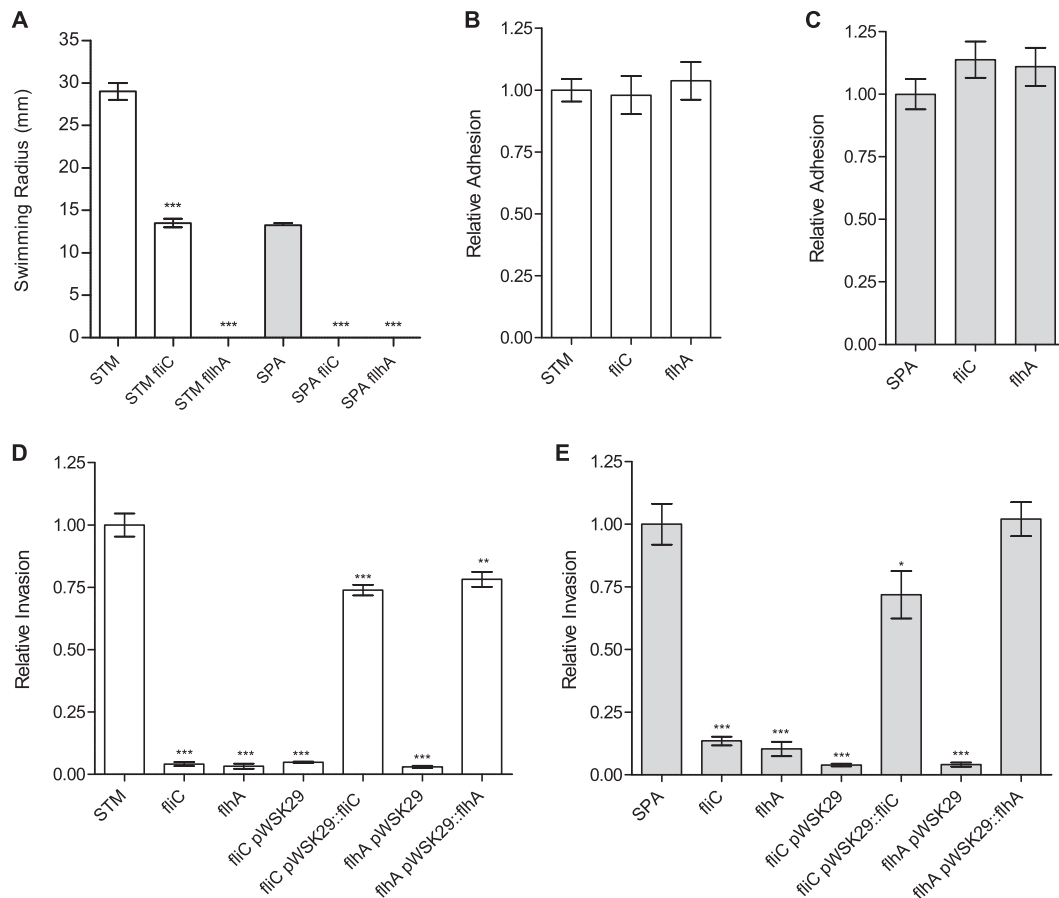 A
Swimming Radius (mm)
35
30
25
20
15
10
5
0
***
***
***
***
STM
STM fliC
STM fllhA
SPA
SPA fliC
SPA fllhA
B
Relative Adhesion
1.25
1.00
0.75
0.50
0.25
0.00
STM
fliC
flhA
C
Relative Adhesion
1.25
1.00
0.75
0.50
0.25
0.00
SPA
fliC
flhA
D
Relative Invasion
1.25
1.00
0.75
0.50
0.25
0.00
***
***
***
***
***
**
STM
fliC
flhA
fliC pWSK29
fliC pWSK29::fliC
flhA pWSK29
flhA pWSK29::flhA
E
Relative Invasion
1.25
1.00
0.75
0.50
0.25
0.00
***
***
***
*
***
SPA
fliC
flhA
fliC pWSK29
fliC pWSK29::fliC
flhA pWSK29
flhA pWSK29::flhA